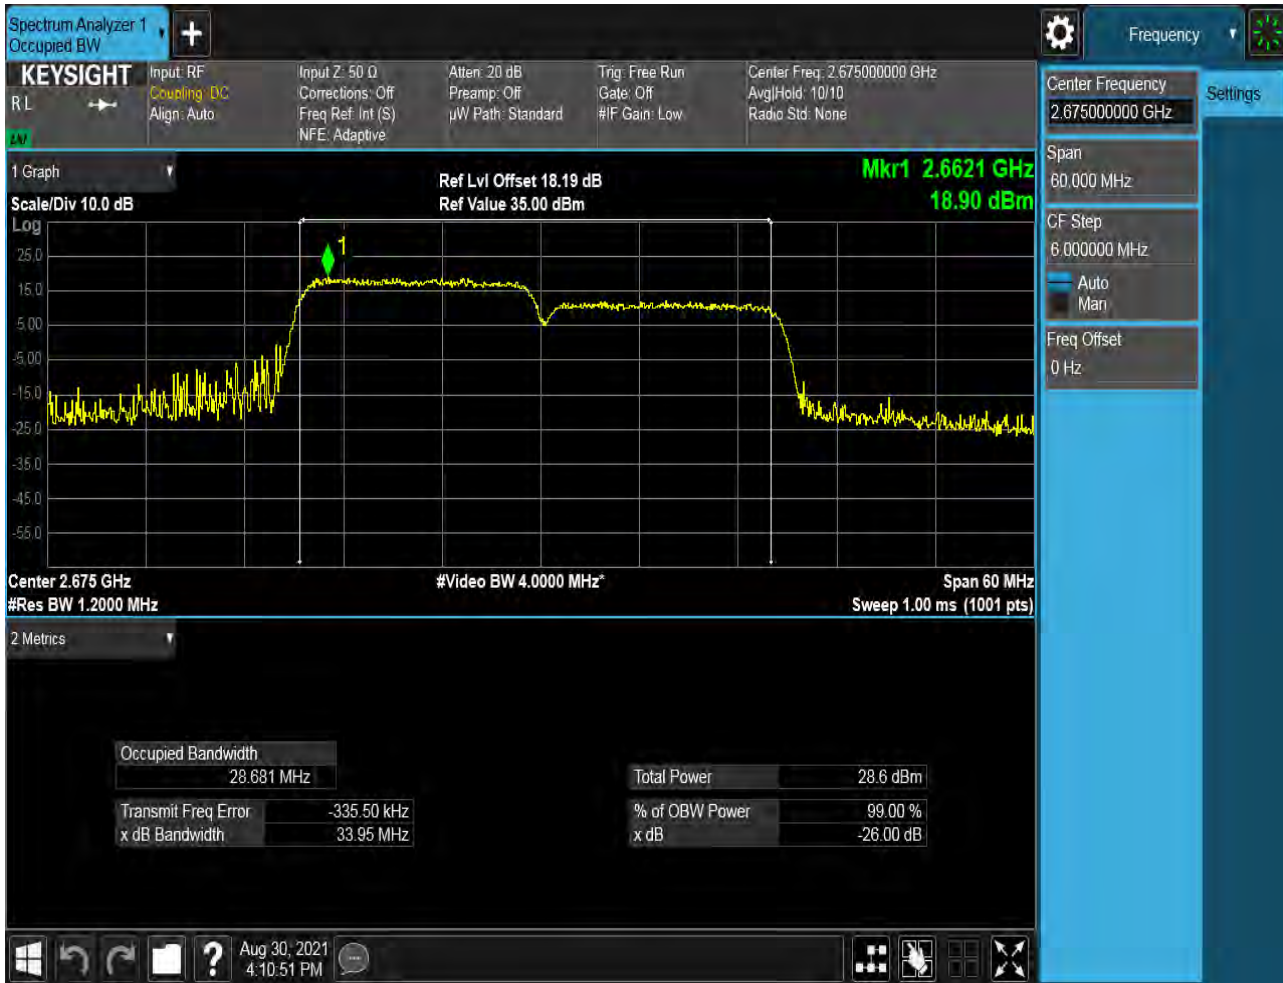 Spectrum Analyzer 1
Occupied BW
Frequency
KEYSIGHT
R L
Input: RF
Coupling: DC
Align: Auto
Input Z: 50 Ω
Corrections: Off
Freq Ref: Int (S)
NFE: Adaptive
Atten: 20 dB
Preamp: Off
µW Path: Standard
Trig: Free Run
Gate: Off
#IF Gain: Low
Center Freq: 2.675000000 GHz
Avg|Hold: 10/10
Radio Std: None
Center Frequency
2.675000000 GHz
Settings
Span
60.000 MHz
CF Step
6.000000 MHz
Auto
Man
Freq Offset
0 Hz
1 Graph
Scale/Div 10.0 dB
Ref Lvl Offset 18.19 dB
Ref Value 35.00 dBm
Mkr1 2.6621 GHz
18.90 dBm
Log
1
25.0
15.0
5.00
-5.00
-15.0
-25.0
-35.0
-45.0
-55.0
Center 2.675 GHz
#Video BW 4.0000 MHz*
Span 60 MHz
#Res BW 1.2000 MHz
Sweep 1.00 ms (1001 pts)
2 Metrics
Occupied Bandwidth
28.681 MHz
Total Power 28.6 dBm
Transmit Freq Error -335.50 kHz
% of OBW Power 99.00 %
x dB Bandwidth 33.95 MHz
x dB -26.00 dB
?
Aug 30, 2021
4:10:51 PM